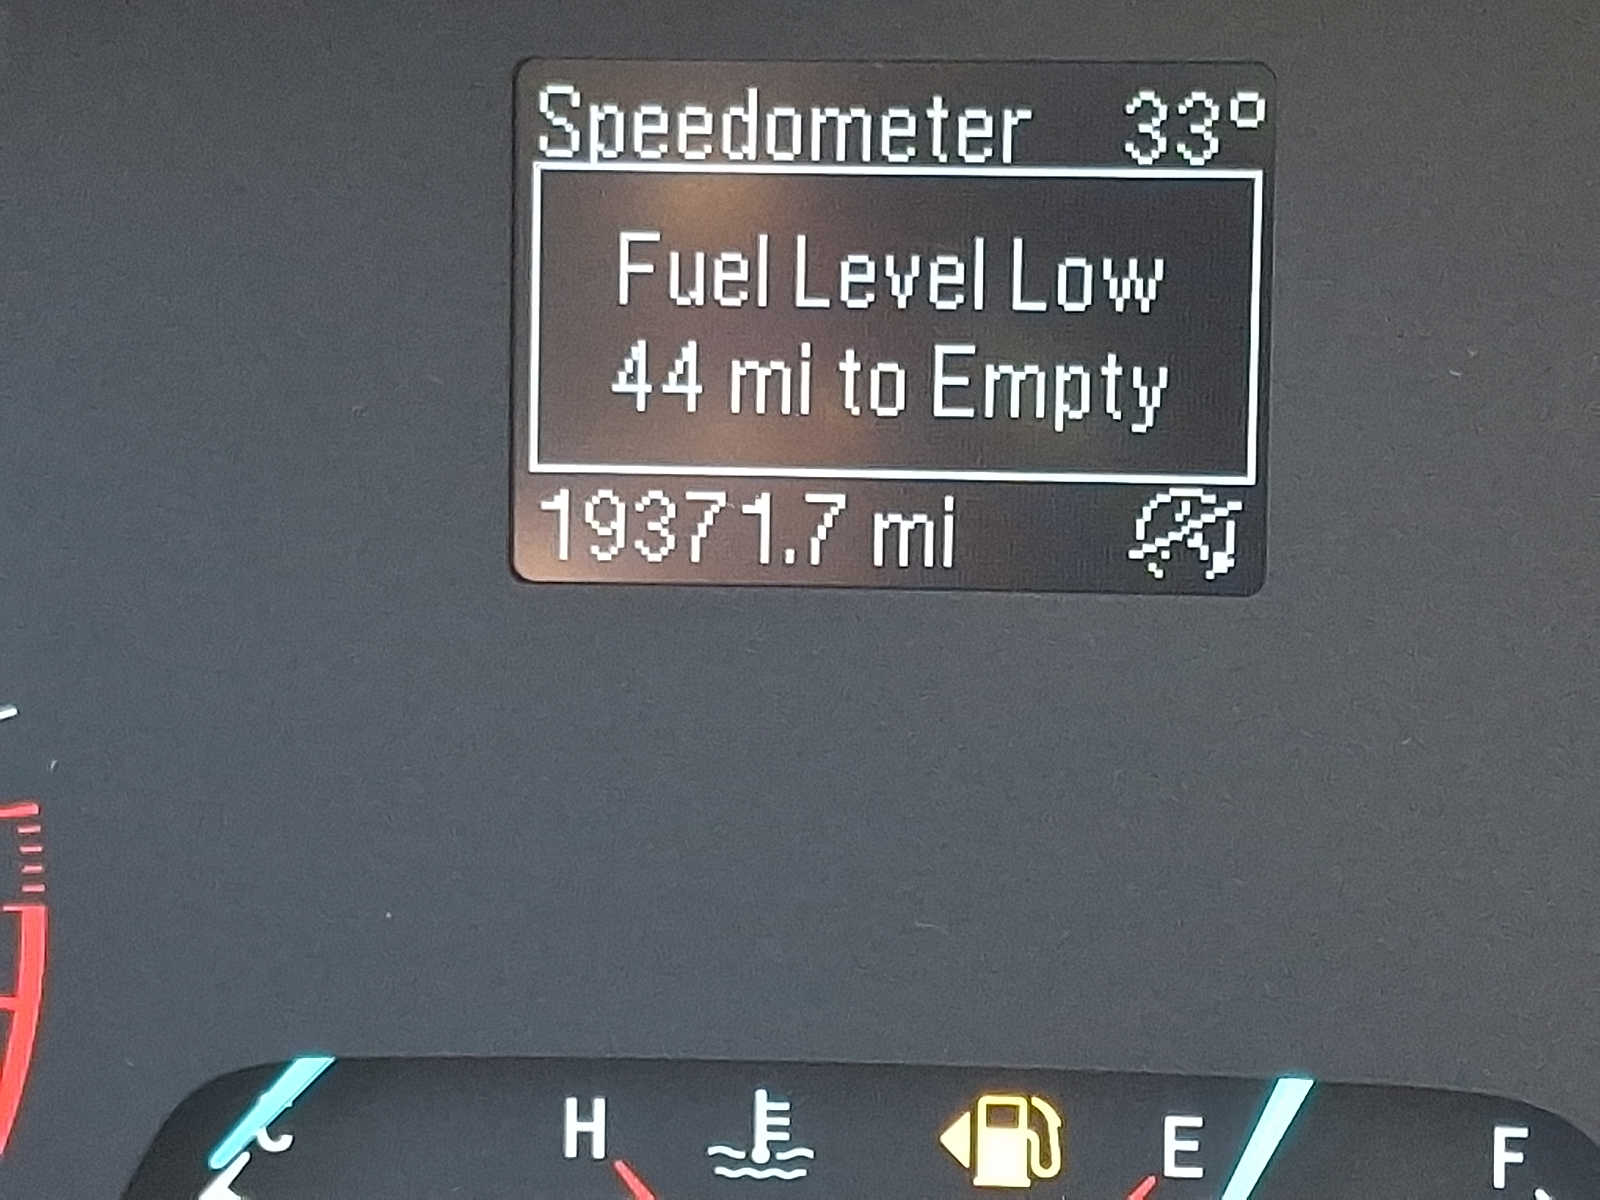 Speedometer 33°
Fuel Level Low
44 mi to Empty
19371.7 mi
C H E F